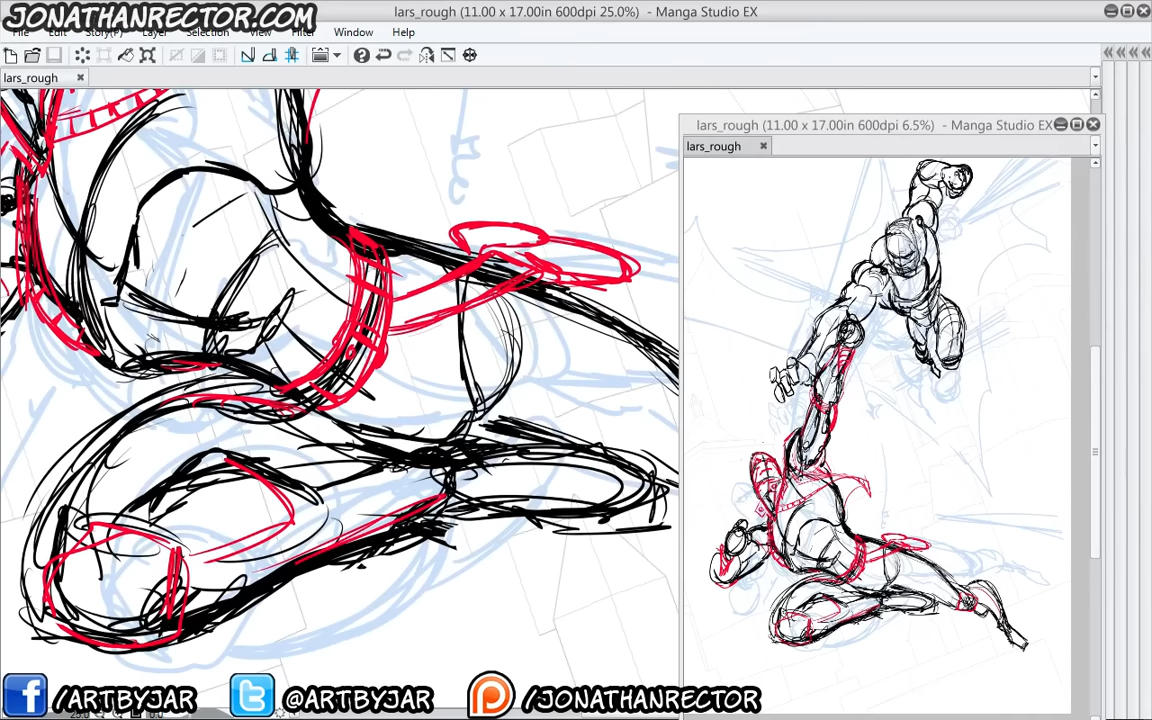 JONATHANRECTOR.COM
lars_rough (11.00 x 17.00in 600dpi 25.0%) - Manga Studio EX
File Edit Story(P) Layer Selection View Filter Window Help
lars_rough
lars_rough (11.00 x 17.00in 600dpi 6.5%) - Manga Studio EX
lars_rough
/ARTBYJAR
@ARTBYJAR
/JONATHANRECTOR